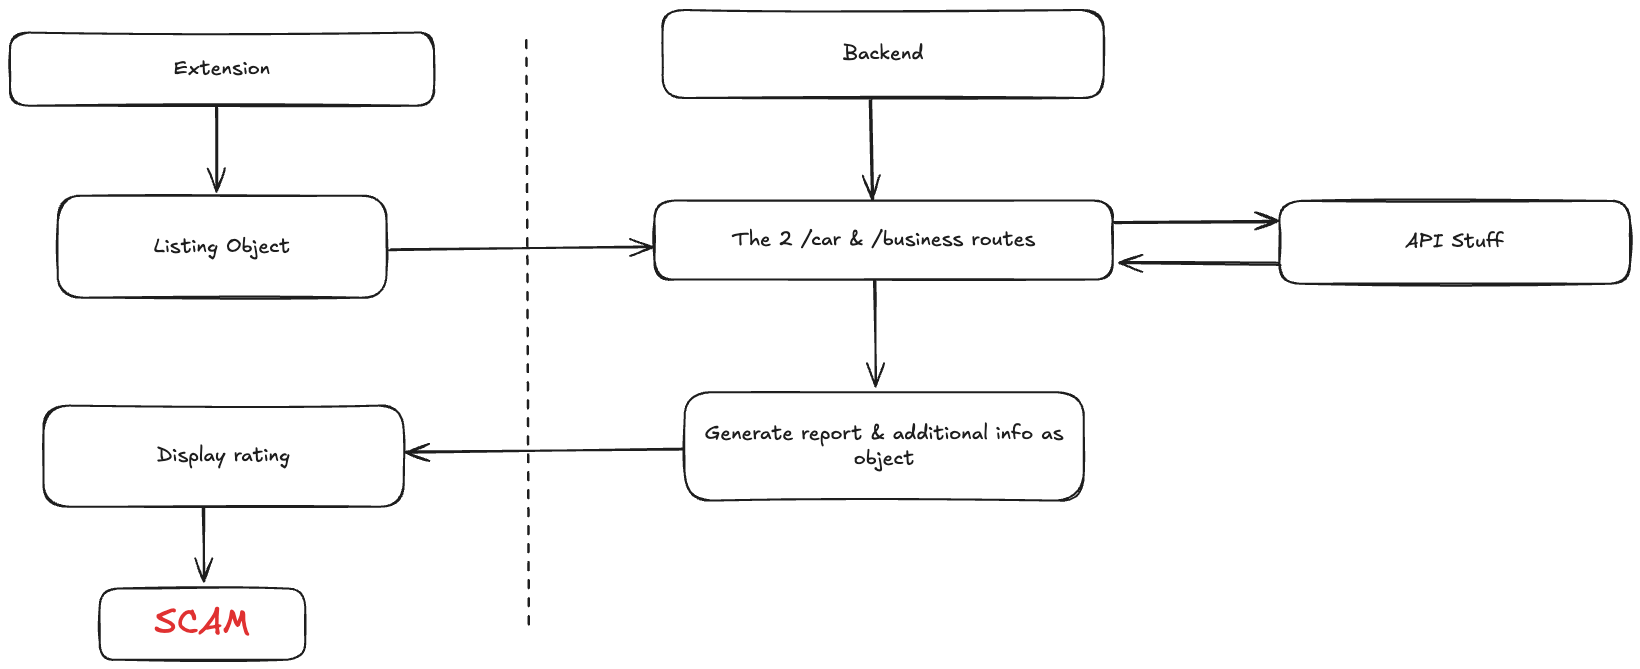 Extension
Backend
Listing Object
The 2 /car & /business routes
API Stuff
Display rating
Generate report & additional info as
object
SCAM